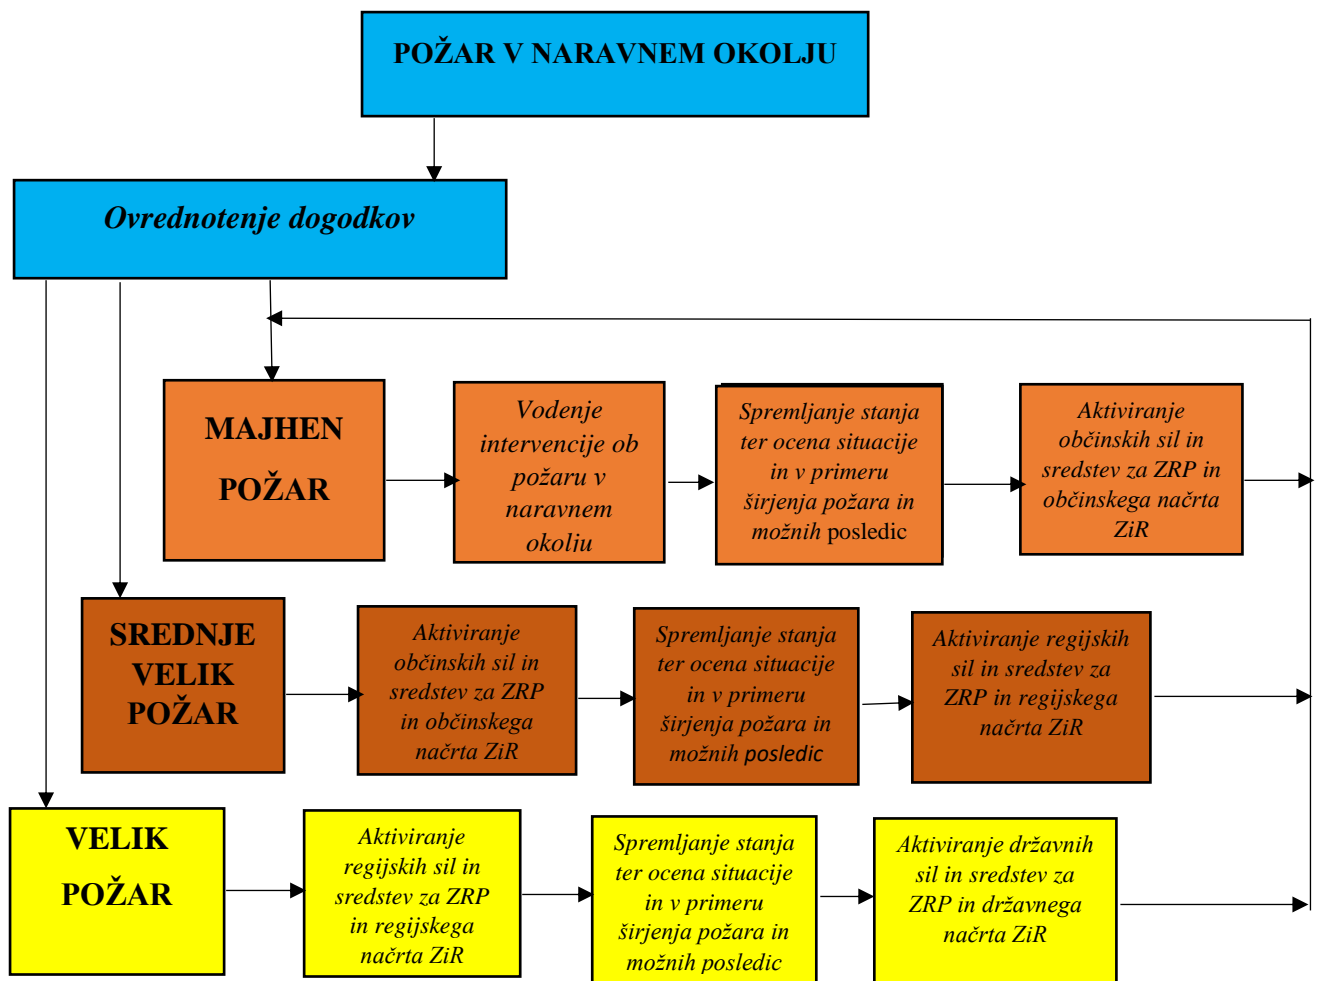 POŽAR V NARAVNEM OKOLJU
Ovrednotenje dogodkov
MAJHEN
POŽAR
Vodenje
intervencije ob
požaru v
naravnem
okolju
Spremljanje stanja
ter ocena situacije
in v primeru
širjenja požara in
možnih posledic
Aktiviranje
občinskih sil in
sredstev za ZRP in
občinskega načrta
ZiR
SREDNJE
VELIK
POŽAR
Aktiviranje
občinskih sil in
sredstev za ZRP
in občinskega
načrta ZiR
Spremljanje stanja
ter ocena situacije
in v primeru
širjenja požara in
možnih posledic
Aktiviranje regijskih
sil in sredstev za
ZRP in regijskega
načrta ZiR
VELIK
POŽAR
Aktiviranje
regijskih sil in
sredstev za ZRP
in regijskega
načrta ZiR
Spremljanje stanja
ter ocena situacije
in v primeru
širjenja požara in
možnih posledic
Aktiviranje državnih
sil in sredstev za
ZRP in državnega
načrta ZiR